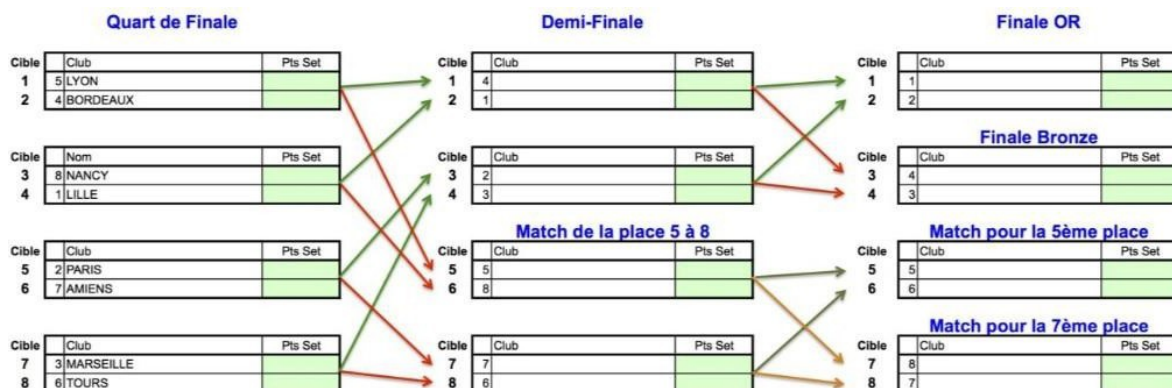 Quart de Finale Demi-Finale Finale OR
Cible Club Pts Set Cible Club Pts Set Cible Club Pts Set
1 5 LYON 1 4 1 1
2 4 BORDEAUX 2 1 2 2
Finale Bronze
Cible Nom Pts Set Cible Club Pts Set Cible Club Pts Set
3 8 NANCY 3 2 3 4
4 1 LILLE 4 3 4 3
Match de la place 5 à 8 Match pour la 5ème place
Cible Club Pts Set Cible Club Pts Set Cible Club Pts Set
5 2 PARIS 5 5 5 5
6 7 AMIENS 6 8 6 6
Match pour la 7ème place
Cible Club Pts Set Cible Club Pts Set Cible Club Pts Set
7 3 MARSEILLE 7 7 7 8
8 6 TOURS 8 6 8 7